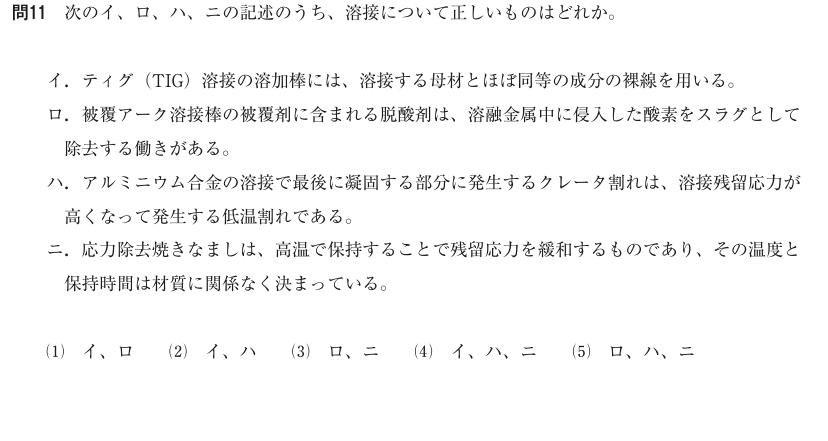 問11　次のイ、ロ、ハ、ニの記述のうち、溶接について正しいものはどれか。
イ．ティグ（TIG）溶接の溶加棒には、溶接する母材とほぼ同等の成分の裸線を用いる。
ロ．被覆アーク溶接棒の被覆剤に含まれる脱酸剤は、溶融金属中に侵入した酸素をスラグとして
除去する働きがある。
ハ．アルミニウム合金の溶接で最後に凝固する部分に発生するクレータ割れは、溶接残留応力が
高くなって発生する低温割れである。
ニ．応力除去焼きなましは、高温で保持することで残留応力を緩和するものであり、その温度と
保持時間は材質に関係なく決まっている。
(1)　イ、ロ　　(2)　イ、ハ　　(3)　ロ、ニ　　(4)　イ、ハ、ニ　　(5)　ロ、ハ、ニ